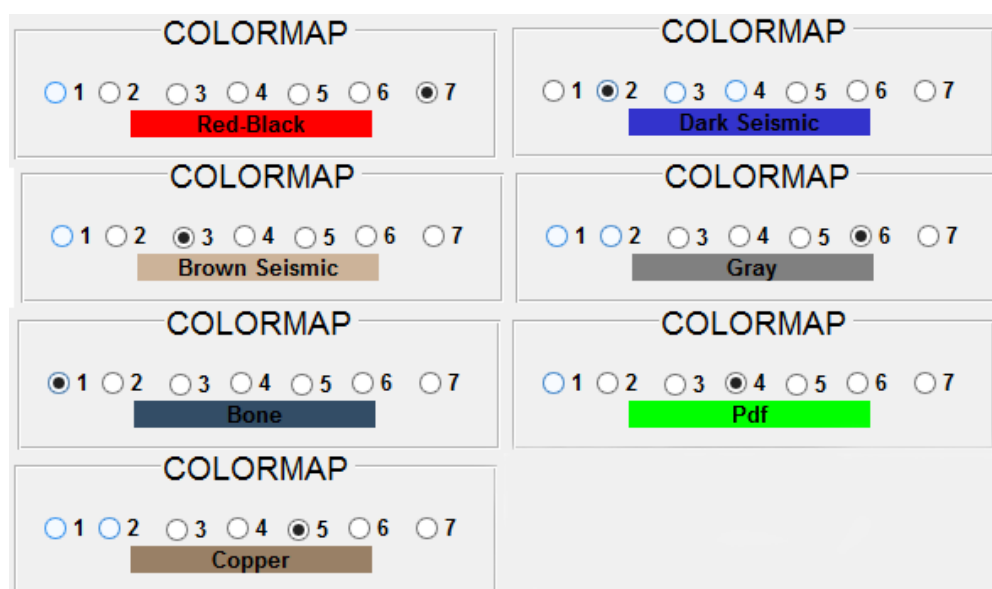 COLORMAP
1 2 3 4 5 6 7
Red-Black
COLORMAP
1 2 3 4 5 6 7
Dark Seismic
COLORMAP
1 2 3 4 5 6 7
Brown Seismic
COLORMAP
1 2 3 4 5 6 7
Gray
COLORMAP
1 2 3 4 5 6 7
Bone
COLORMAP
1 2 3 4 5 6 7
Pdf
COLORMAP
1 2 3 4 5 6 7
Copper